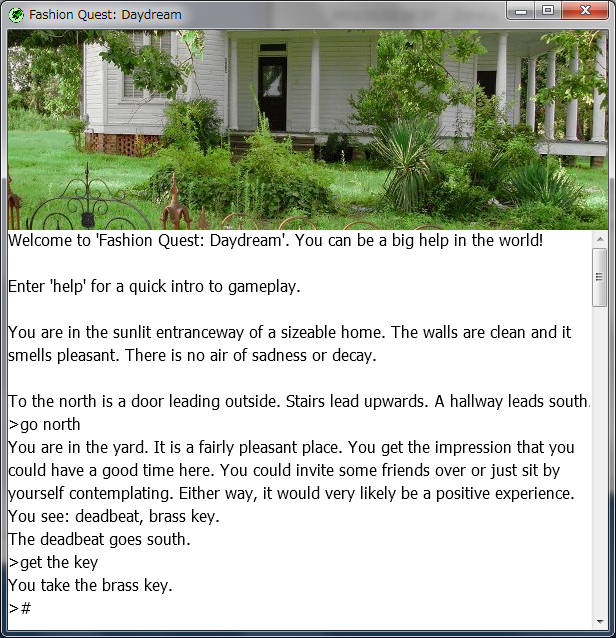 Fashion Quest: Daydream
Welcome to 'Fashion Quest: Daydream'. You can be a big help in the world!
Enter 'help' for a quick intro to gameplay.
You are in the sunlit entranceway of a sizeable home. The walls are clean and it
smells pleasant. There is no air of sadness or decay.
To the north is a door leading outside. Stairs lead upwards. A hallway leads south.
>go north
You are in the yard. It is a fairly pleasant place. You get the impression that you
could have a good time here. You could invite some friends over or just sit by
yourself contemplating. Either way, it would very likely be a positive experience.
You see: deadbeat, brass key.
The deadbeat goes south.
>get the key
You take the brass key.
>#